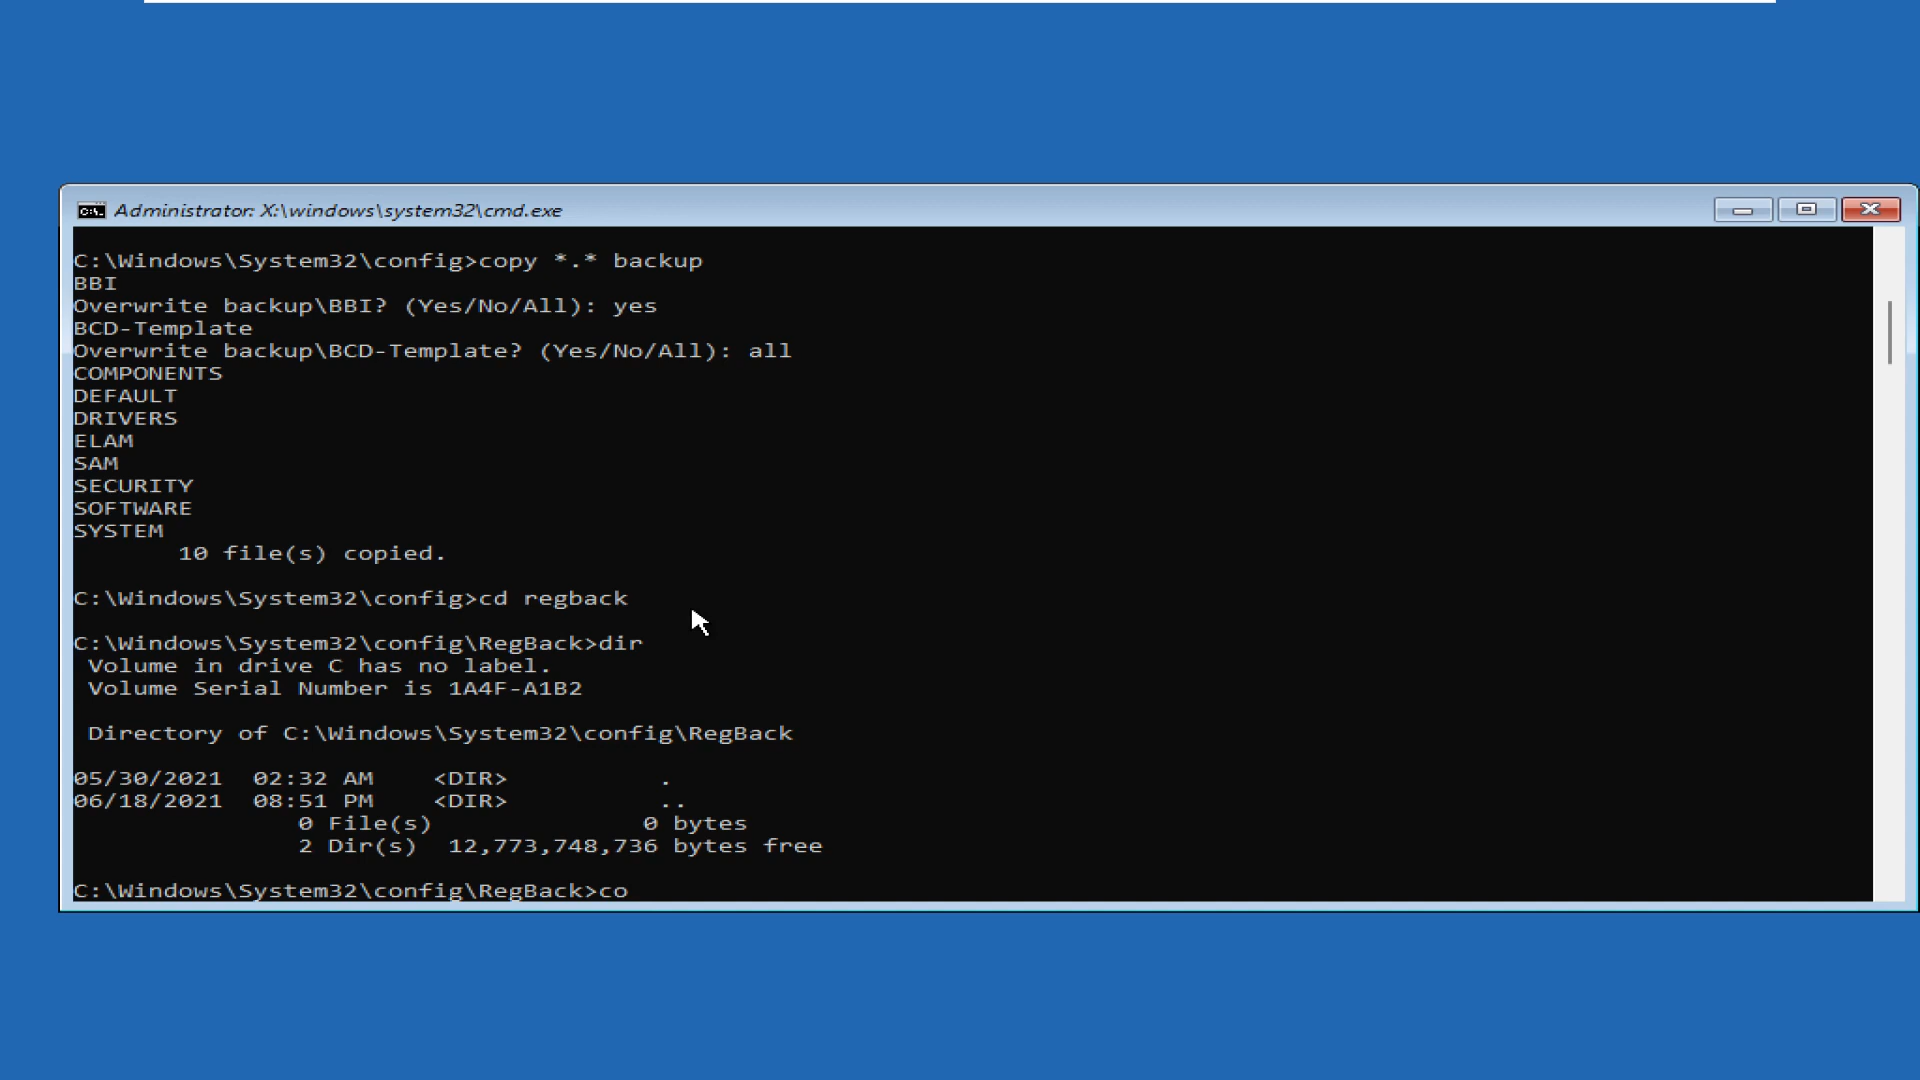 Administrator: X:\windows\system32\cmd.exe
C:\Windows\System32\config>copy *.* backup
BBI
Overwrite backup\BBI? (Yes/No/All): yes
BCD-Template
Overwrite backup\BCD-Template? (Yes/No/All): all
COMPONENTS
DEFAULT
DRIVERS
ELAM
SAM
SECURITY
SOFTWARE
SYSTEM
10 file(s) copied.
C:\Windows\System32\config>cd regback
C:\Windows\System32\config\RegBack>dir
Volume in drive C has no label.
Volume Serial Number is 1A4F-A1B2
Directory of C:\Windows\System32\config\RegBack
05/30/2021 02:32 AM <DIR> .
06/18/2021 08:51 PM <DIR> ..
0 File(s) 0 bytes
2 Dir(s) 12,773,748,736 bytes free
C:\Windows\System32\config\RegBack>co